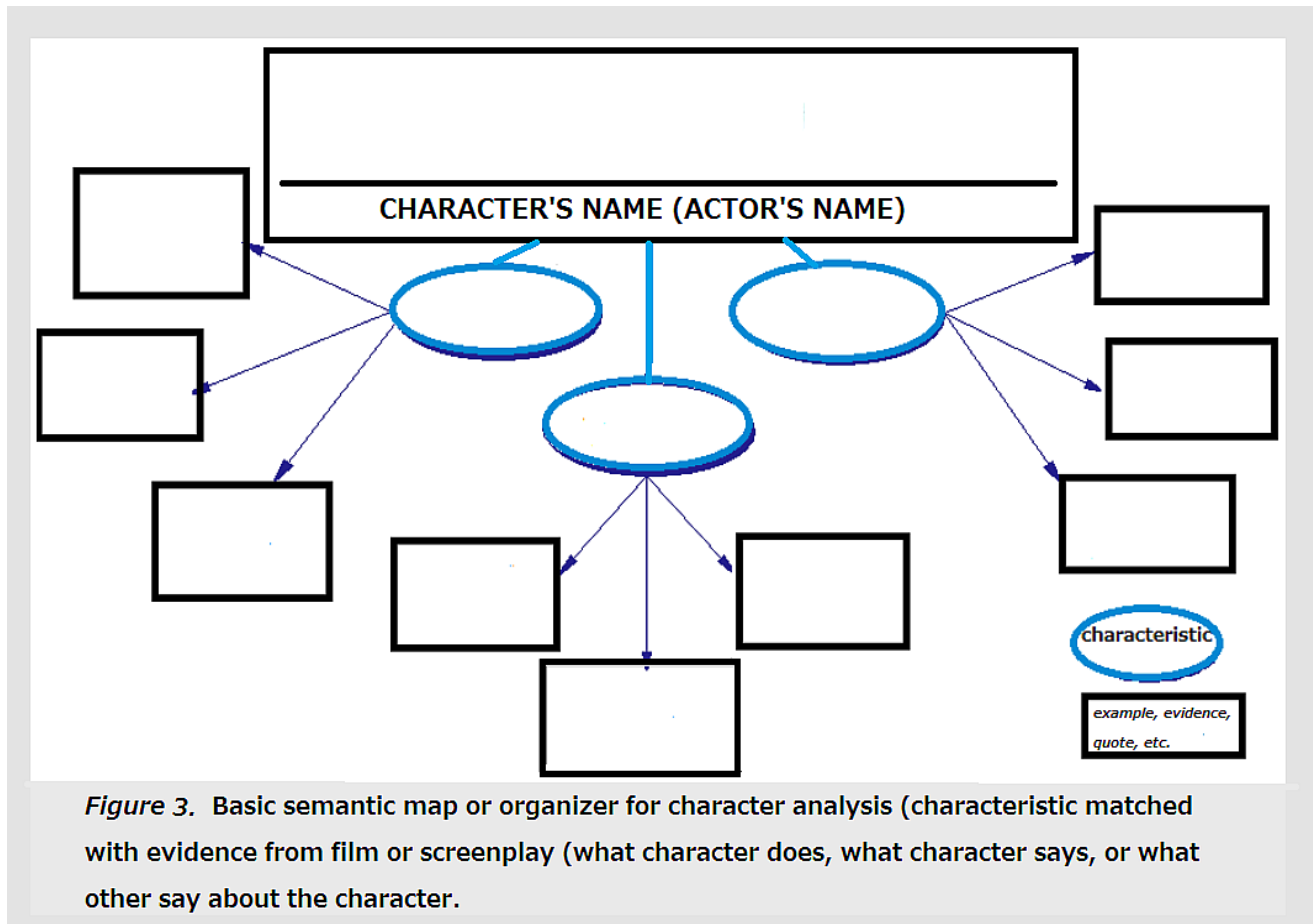 CHARACTER'S NAME (ACTOR'S NAME)
characteristic
example, evidence,
quote, etc.
Figure 3. Basic semantic map or organizer for character analysis (characteristic matched
with evidence from film or screenplay (what character does, what character says, or what
other say about the character.